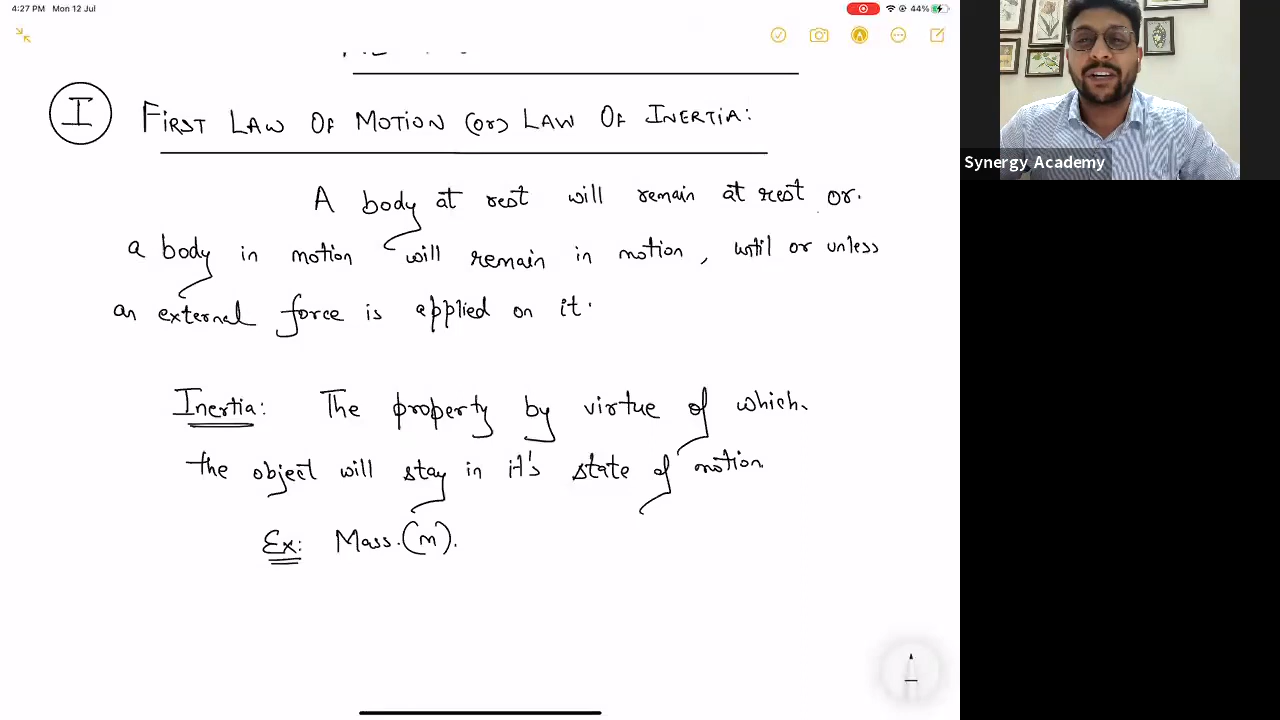 4:27 PM Mon 12 Jul
44%
I
FIRST LAW OF MOTION (or) LAW OF INERTIA:
A body at rest will remain at rest or.
a body in motion will remain in motion, until or unless
an external force is applied on it.
Inertia: The property by virtue of which.
the object will stay in it's state of motion.
Ex: Mass. (m).
Synergy Academy